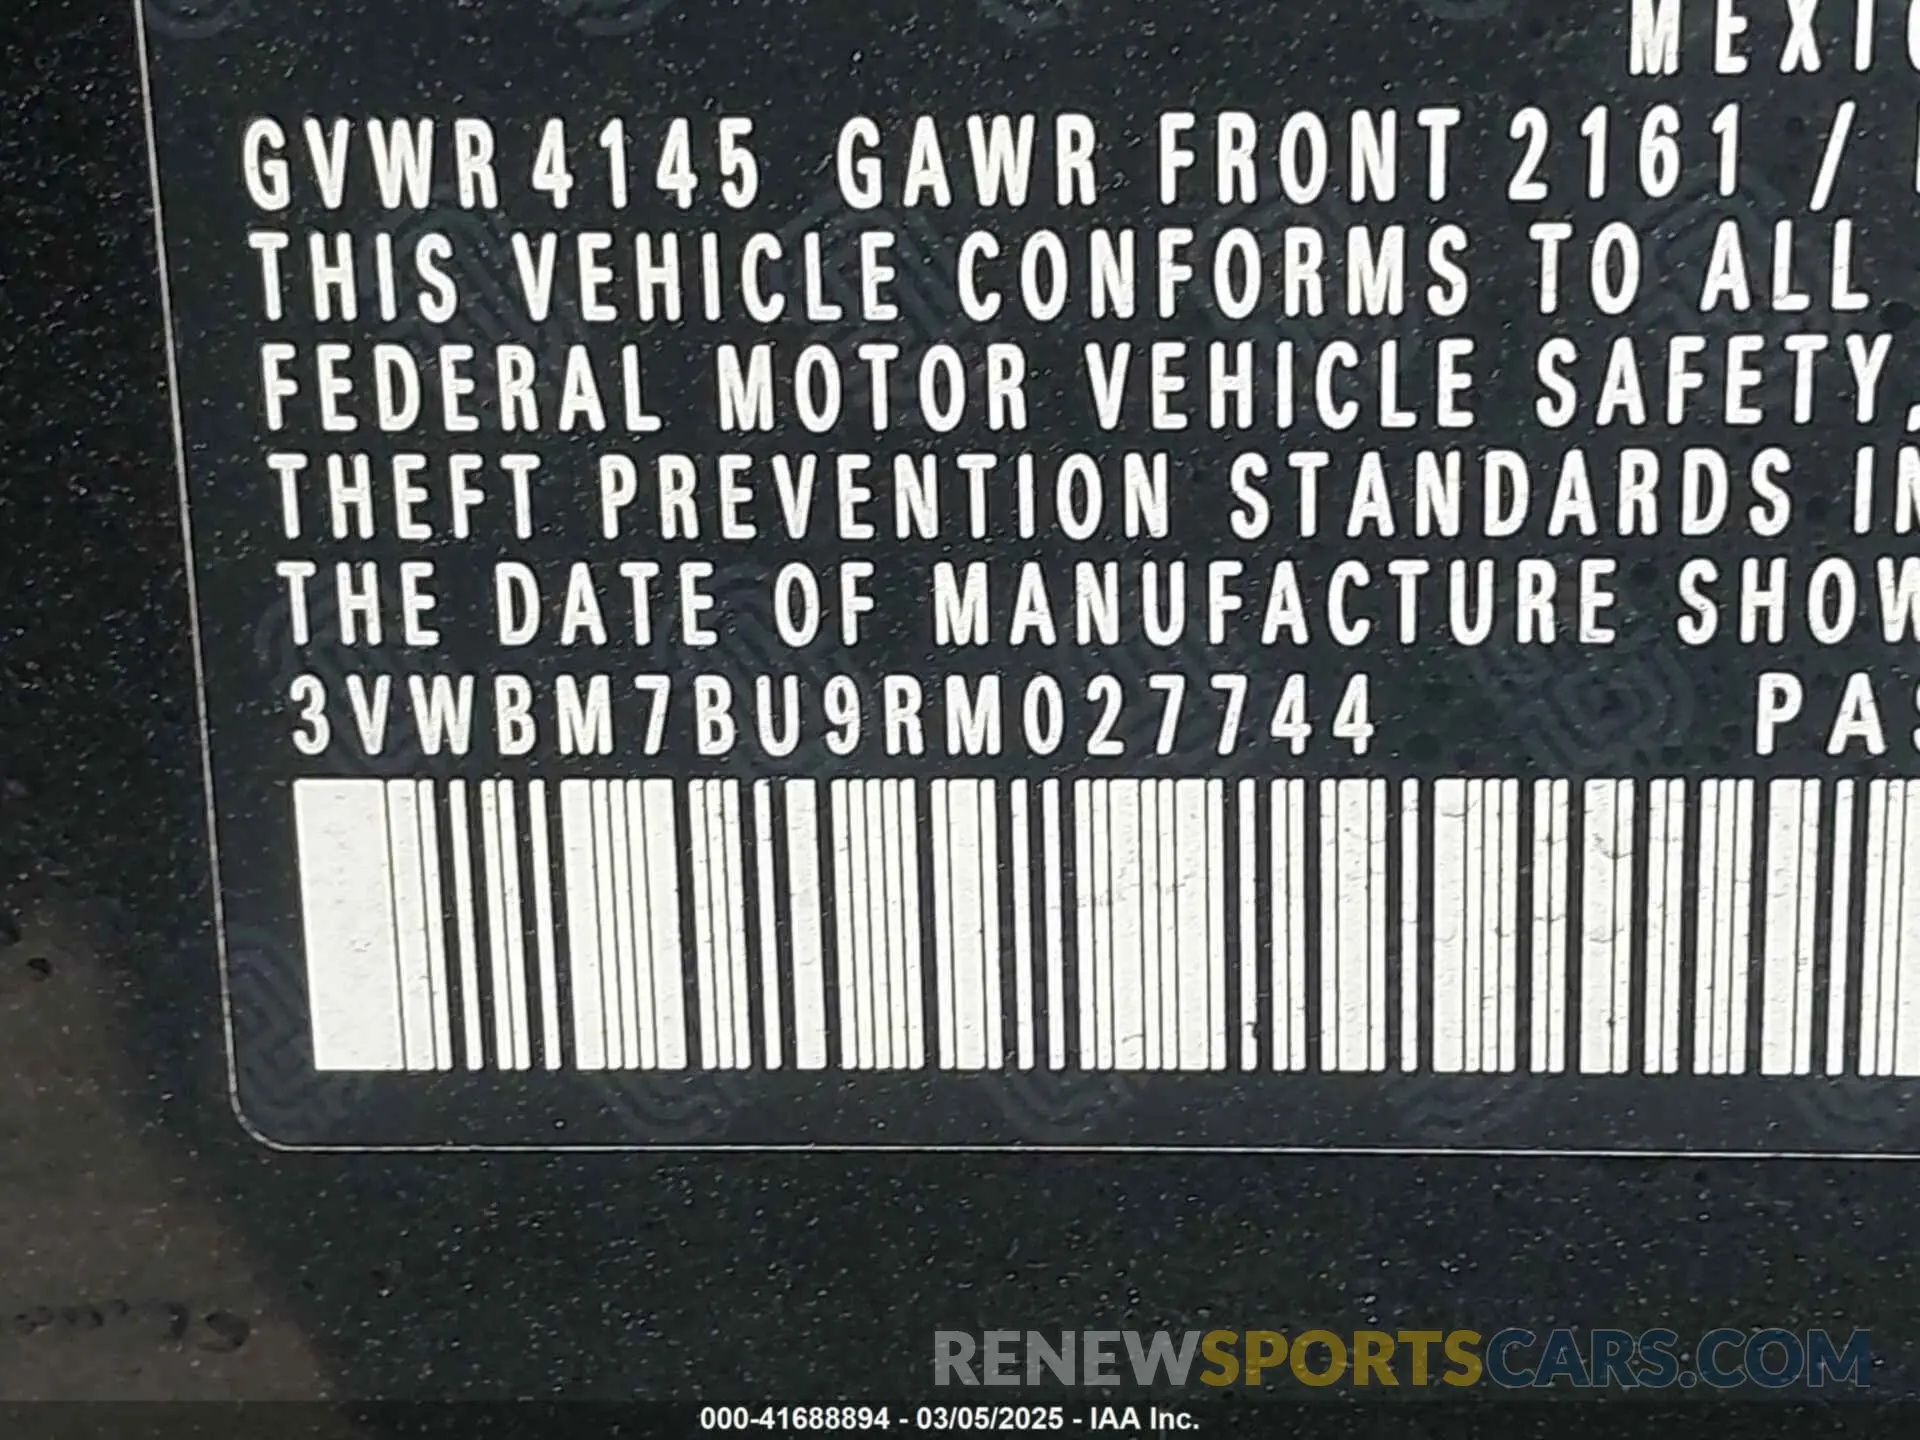 MEXIC
GVWR 4145 GAWR FRONT 2161 /
THIS VEHICLE CONFORMS TO ALL
FEDERAL MOTOR VEHICLE SAFETY,
THEFT PREVENTION STANDARDS IN
THE DATE OF MANUFACTURE SHOW
3VWBM7BU9RM027744 PAS
RENEWSPORTSCARS.COM
000-41688894 - 03/05/2025 - IAA Inc.